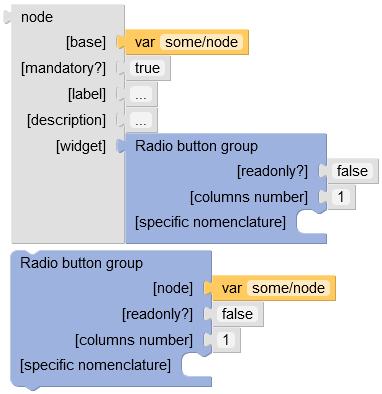 node
[base] var some/node
[mandatory?] true
[label] ...
[description] ...
[widget] Radio button group
[readonly?] false
[columns number] 1
[specific nomenclature]
Radio button group
[node] var some/node
[readonly?] false
[columns number] 1
[specific nomenclature]